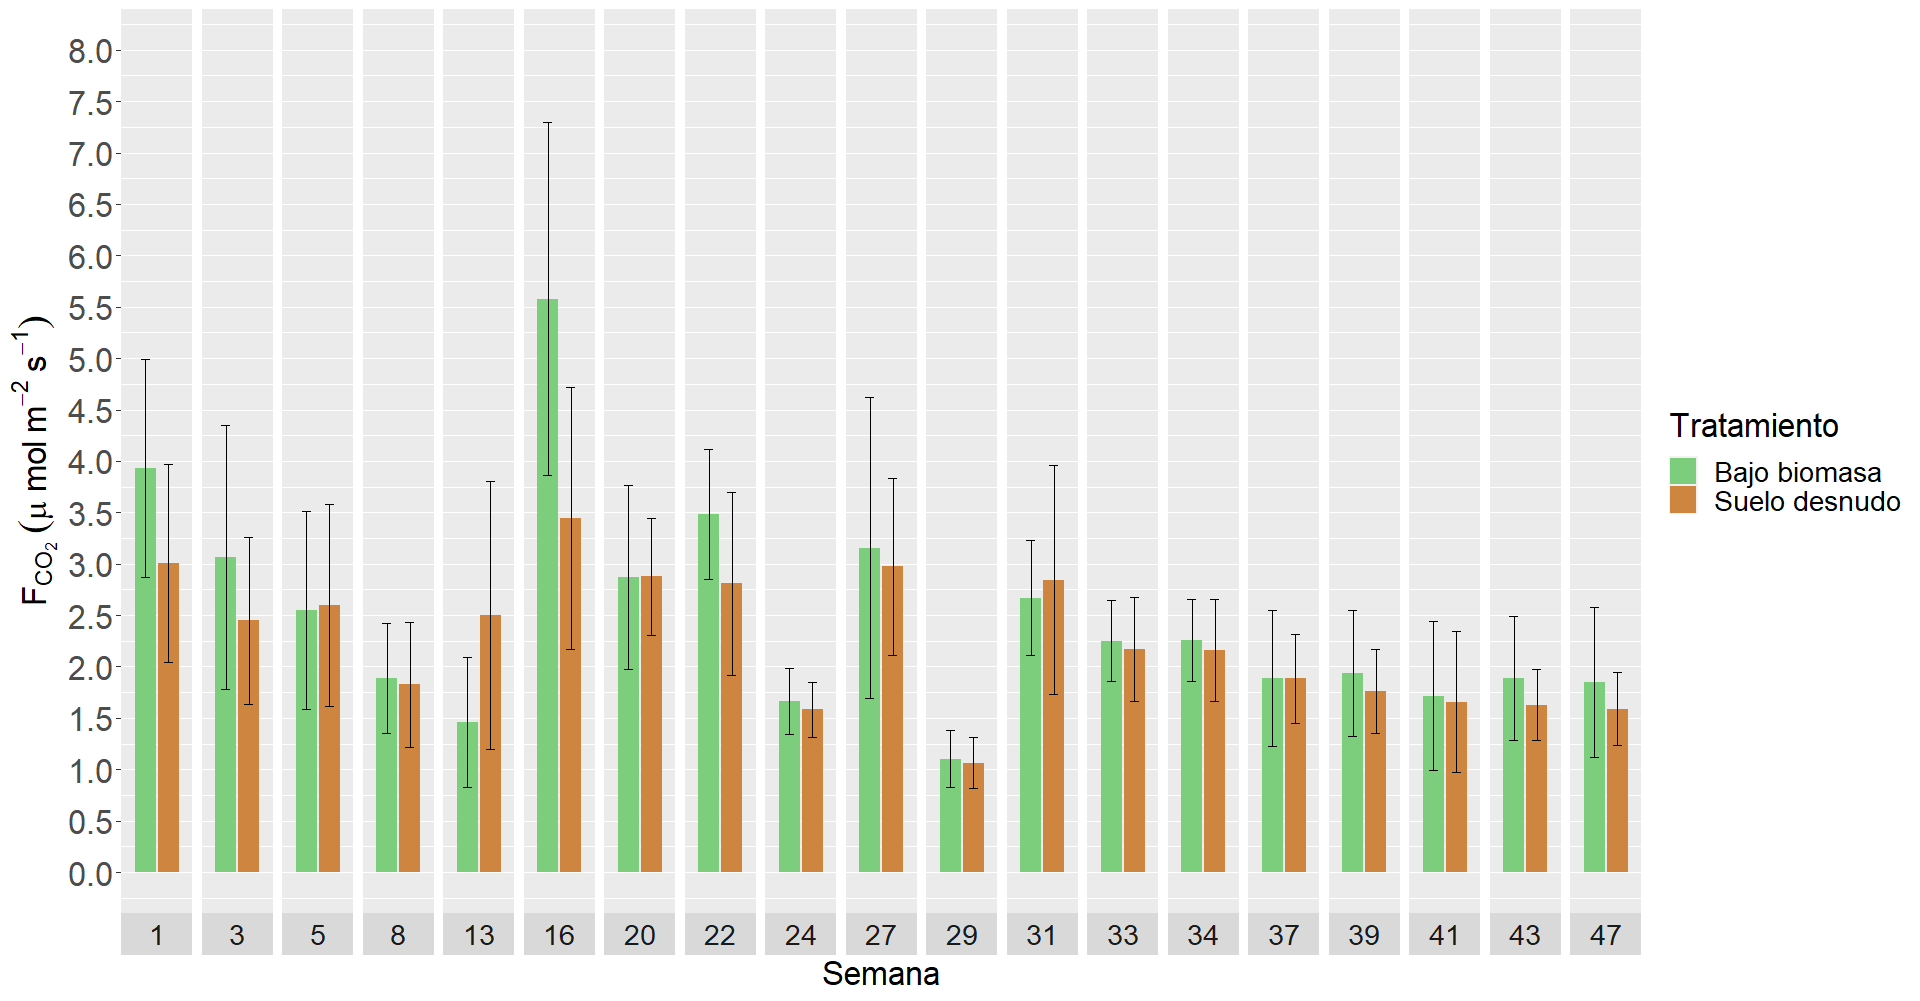 8.0
7.5
7.0
6.5
6.0
5.5
5.0
4.5
4.0
3.5
3.0
2.5
2.0
1.5
1.0
0.5
0.0
F_CO₂ (μ mol m⁻² s⁻¹)
1 3 5 8 13 16 20 22 24 27 29 31 33 34 37 39 41 43 47
Semana
Tratamiento
Bajo biomasa
Suelo desnudo